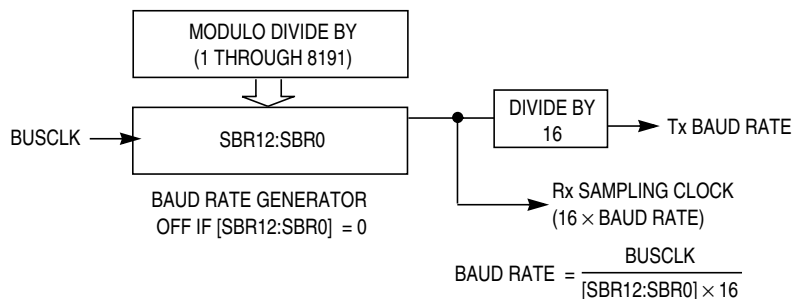 MODULO DIVIDE BY
(1 THROUGH 8191)
BUSCLK
SBR12:SBR0
DIVIDE BY
16
Tx BAUD RATE
BAUD RATE GENERATOR
OFF IF [SBR12:SBR0] = 0
Rx SAMPLING CLOCK
(16 × BAUD RATE)
BAUD RATE =
BUSCLK
[SBR12:SBR0] × 16